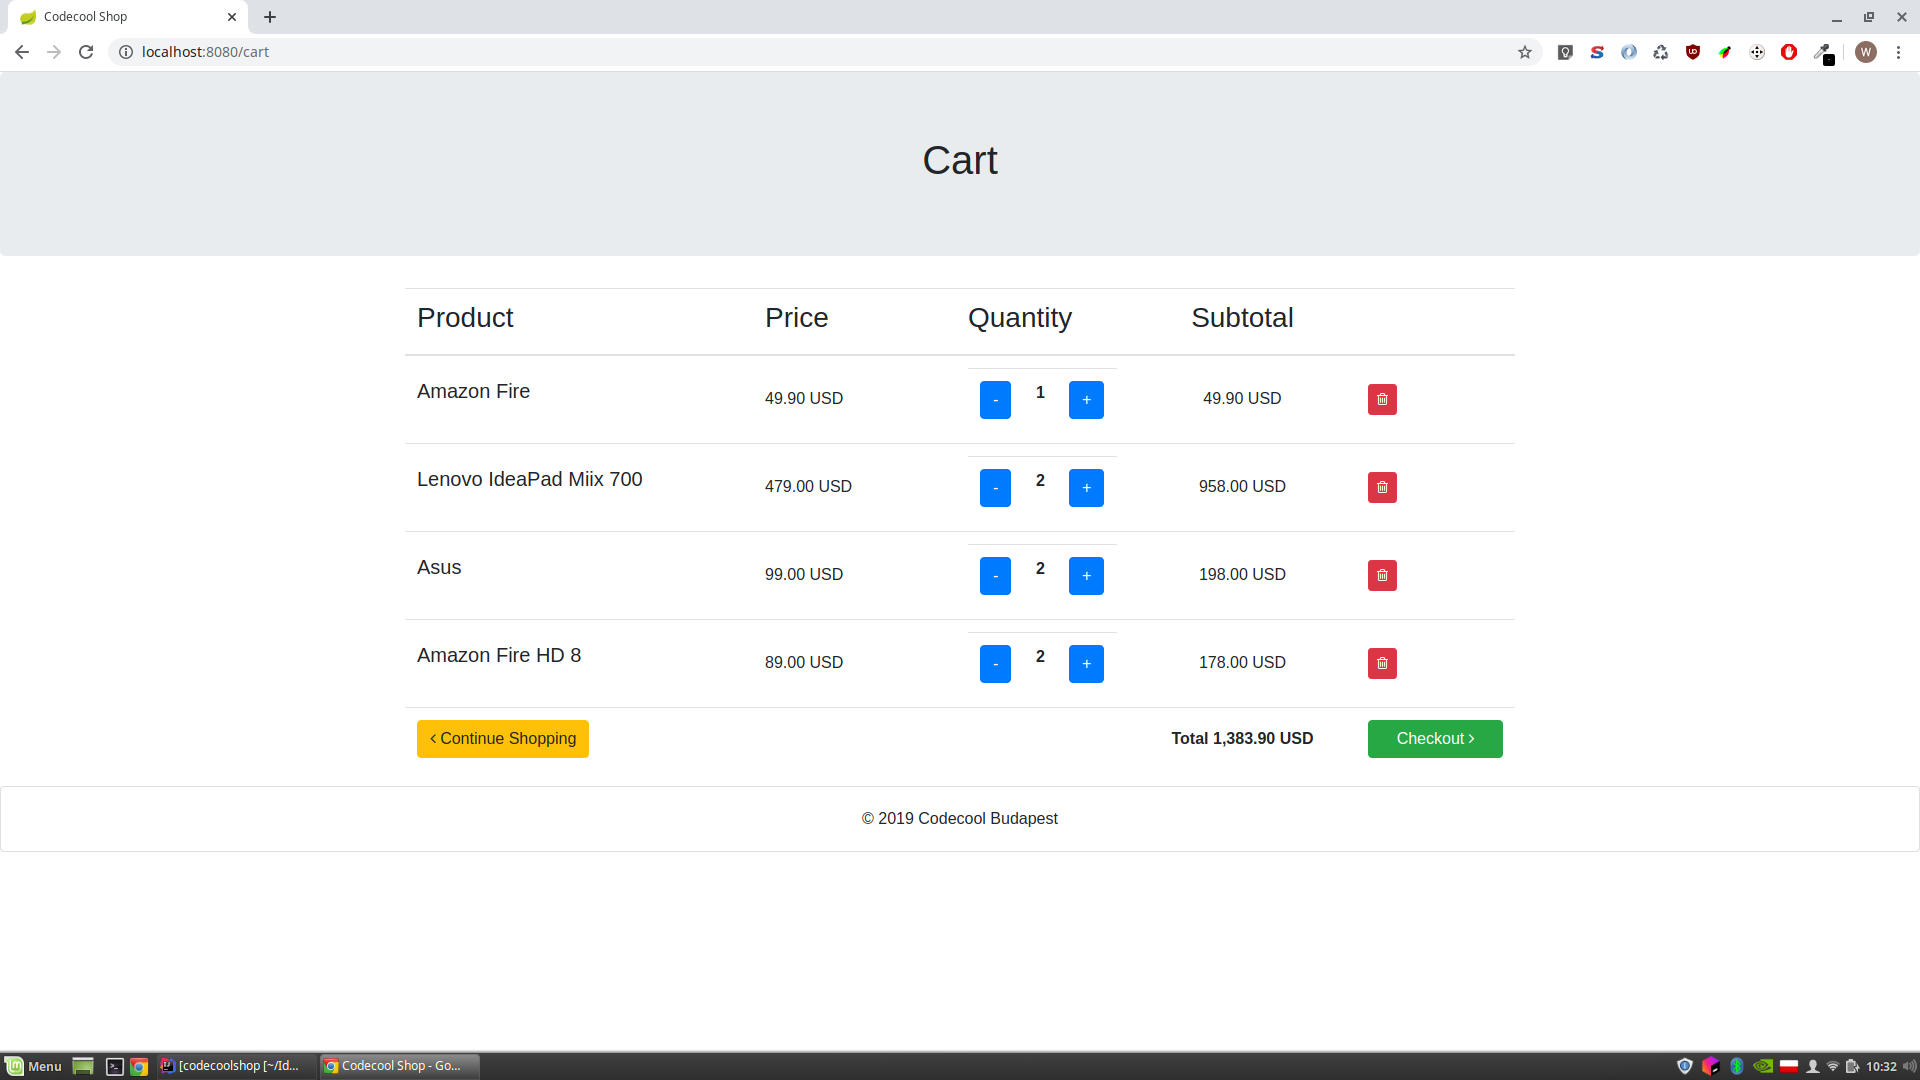 Codecool Shop
localhost:8080/cart
W
Cart
Product Price Quantity Subtotal
Amazon Fire 49.90 USD - 1 + 49.90 USD
Lenovo IdeaPad Miix 700 479.00 USD - 2 + 958.00 USD
Asus 99.00 USD - 2 + 198.00 USD
Amazon Fire HD 8 89.00 USD - 2 + 178.00 USD
< Continue Shopping Total 1,383.90 USD Checkout >
© 2019 Codecool Budapest
Menu [codecoolshop [~/Id... Codecool Shop - Go... 10:32